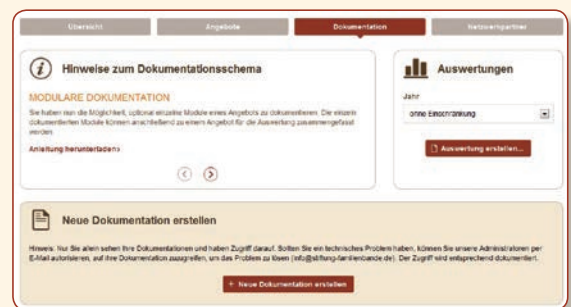 Übersicht
Angebote
Dokumentation
Netzwerkpartner
Hinweise zum Dokumentationsschema
MODULARE DOKUMENTATION
Sie haben nun die Möglichkeit, optional einzelne Module eines Angebots zu dokumentieren. Die einzeln
dokumentierten Module können anschließend zu einem Angebot für die Auswertung zusammengefasst
werden.
Anleitung herunterladen>
Auswertungen
Jahr
ohne Einschränkung
Auswertung erstellen...
Neue Dokumentation erstellen
Hinweis: Nur Sie allein sehen Ihre Dokumentationen und haben Zugriff darauf. Sollten Sie ein technisches Problem haben, können Sie unsere Administratoren per
E-Mail autorisieren, auf Ihre Dokumentation zuzugreifen, um das Problem zu lösen (info@stiftung-familienbande.de). Der Zugriff wird entsprechend dokumentiert.
+ Neue Dokumentation erstellen